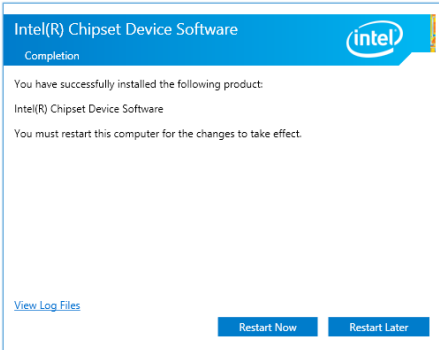 Intel(R) Chipset Device Software
intel
Completion
You have successfully installed the following product:
Intel(R) Chipset Device Software
You must restart this computer for the changes to take effect.
View Log Files
Restart Now
Restart Later